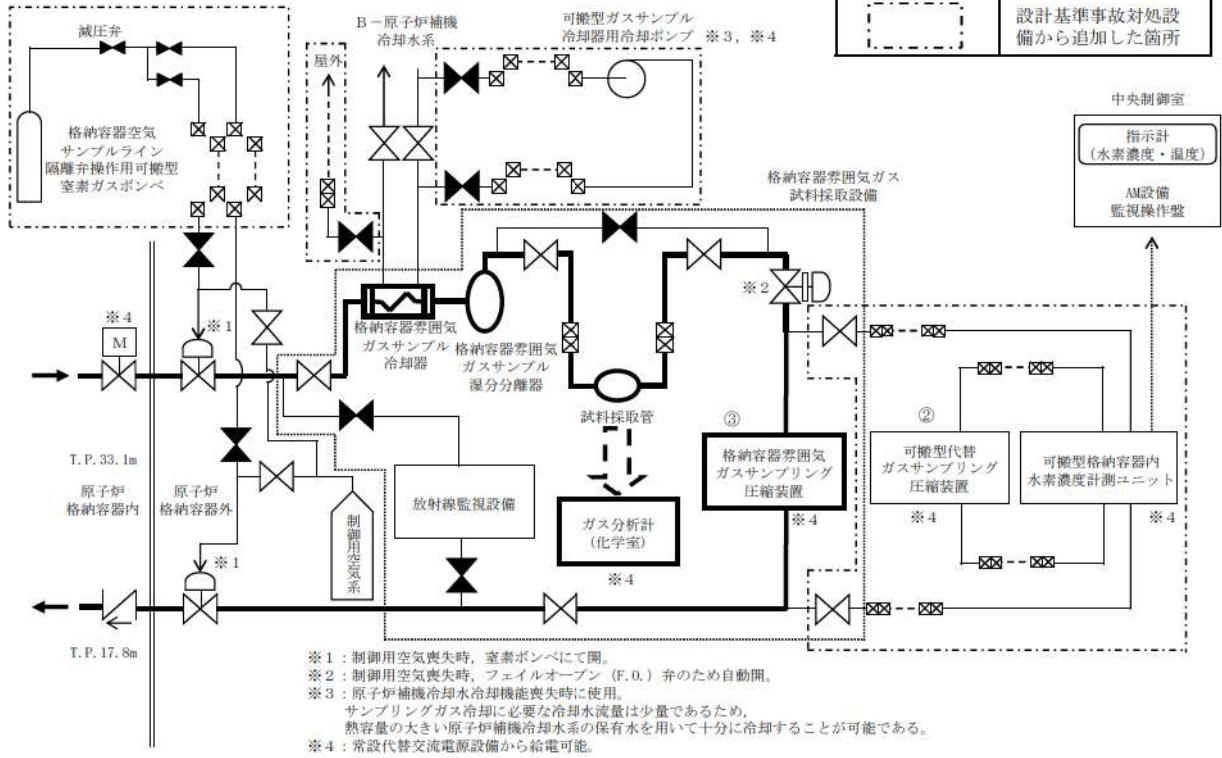 減圧弁
格納容器空気
サンプルライン
隔離弁操作用可搬型
窒素ガスボンベ
屋外
B－原子炉補機
冷却水系
可搬型ガスサンプル
冷却器用冷却ポンプ ※3，※4
設計基準事故対処設
備から追加した箇所
中央制御室
指示計
（水素濃度・温度）
AM設備
監視操作盤
格納容器雰囲気ガス
試料採取設備
※2
※4
M
※1
格納容器雰囲気
ガスサンプル
冷却器
格納容器雰囲気
ガスサンプル
湿分分離器
試料採取管
③
格納容器雰囲気
ガスサンプリング
圧縮装置
※4
②
可搬型代替
ガスサンプリング
圧縮装置
※4
可搬型格納容器内
水素濃度計測ユニット
※4
T.P.33.1m
原子炉
格納容器内
原子炉
格納容器外
放射線監視設備
ガス分析計
（化学室）
※4
制御用空気系
※1
T.P.17.8m
※1：制御用空気喪失時，窒素ボンベにて開。
※2：制御用空気喪失時，フェイルオープン（F.O.）弁のため自動開。
※3：原子炉補機冷却水冷却機能喪失時に使用。
サンプリングガス冷却に必要な冷却水流量は少量であるため，
熱容量の大きい原子炉補機冷却水系の保有水を用いて十分に冷却することが可能である。
※4：常設代替交流電源設備から給電可能。